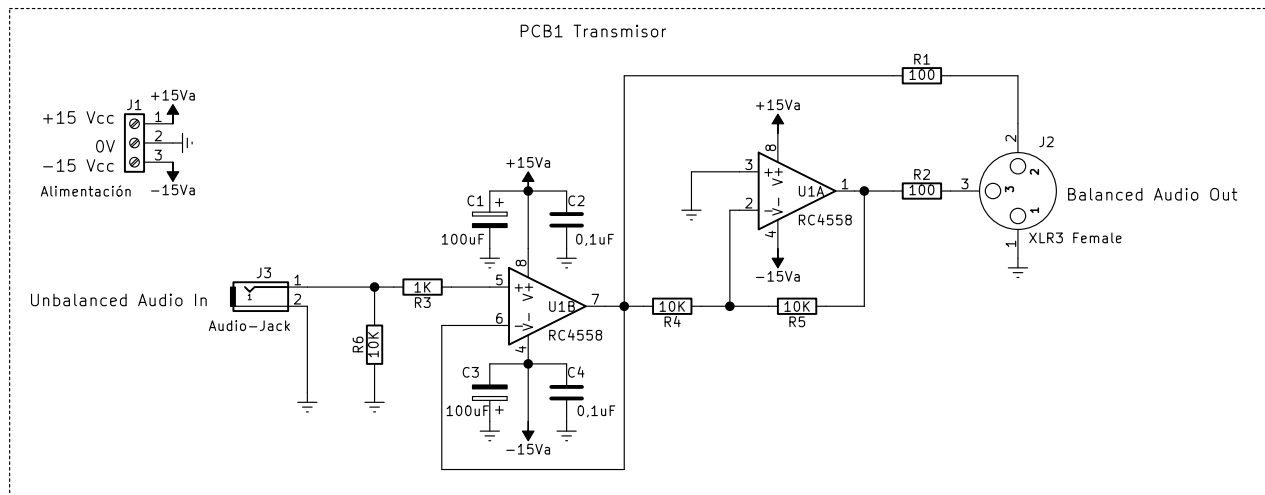 PCB1 Transmisor
R1
100
J1
+15Va
+15 Vcc
1
0V
2
-15 Vcc
3
Alimentación
-15Va
+15Va
8
3
+
V+
U1A
1
2
-
V-
RC4558
4
-15Va
R2
100
3
2
J2
2
3
1
1
Balanced Audio Out
XLR3 Female
+15Va
C1
+
100uF
C2
0,1uF
8
Unbalanced Audio In
J3
1
2
Audio-Jack
1K
R3
R6
10K
5
+
V+
U1B
7
6
-
V-
RC4558
4
10K
R4
10K
R5
C3
100uF
+
C4
0,1uF
-15Va